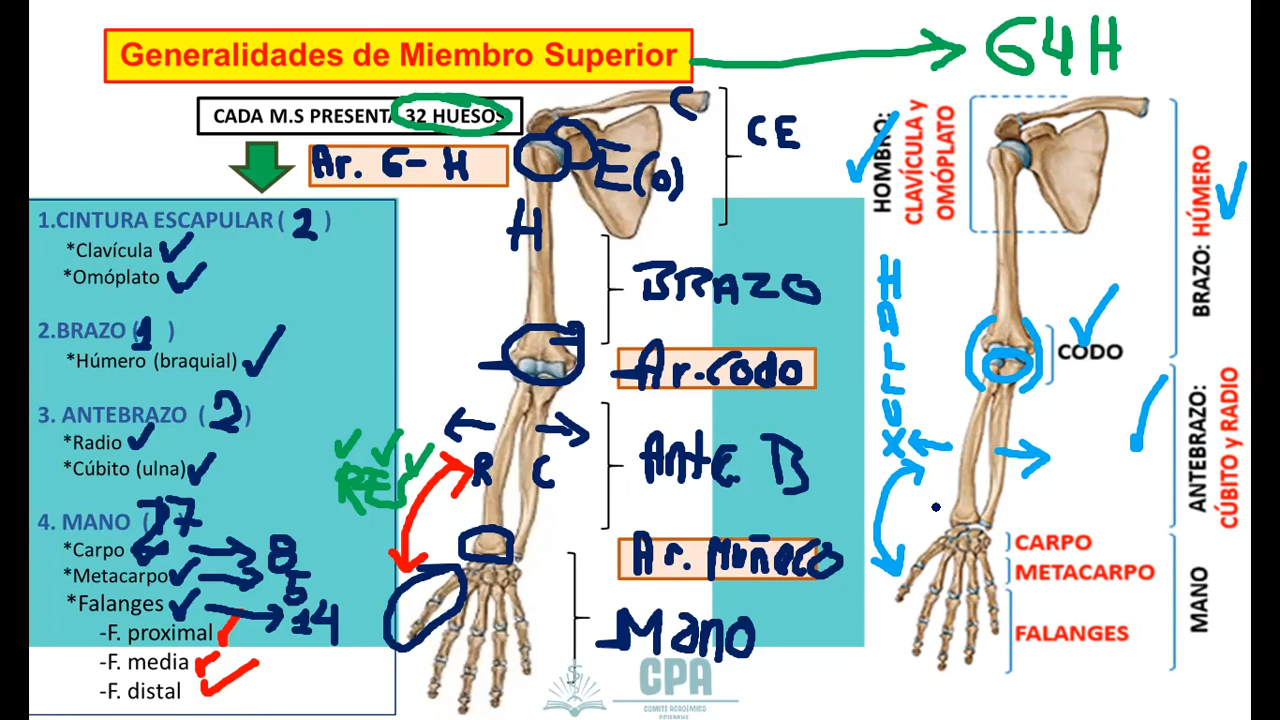 Generalidades de Miembro Superior
64H
CADA M.S PRESENTA 32 HUESOS
Ar. G-H
1.CINTURA ESCAPULAR ( 2 )
*Clavícula
*Omóplato
2.BRAZO ( 1 )
*Húmero (braquial)
3. ANTEBRAZO ( 2 )
*Radio
*Cúbito (ulna)
4. MANO ( 27
*Carpo 8
*Metacarpo 5
*Falanges 14
-F. proximal
-F. media
-F. distal
C
CE
E(O)
H
BRAZO
Ar.codo
R
C
Ante. B
Ar. Muñeca
Mano
CPA
COMITÉ ACADÉMICO
HOMBRO:
CLAVÍCULA y
OMÓPLATO
BRAZO: HÚMERO
CODO
ANTEBRAZO:
CÚBITO y RADIO
CARPO
METACARPO
FALANGES
MANO